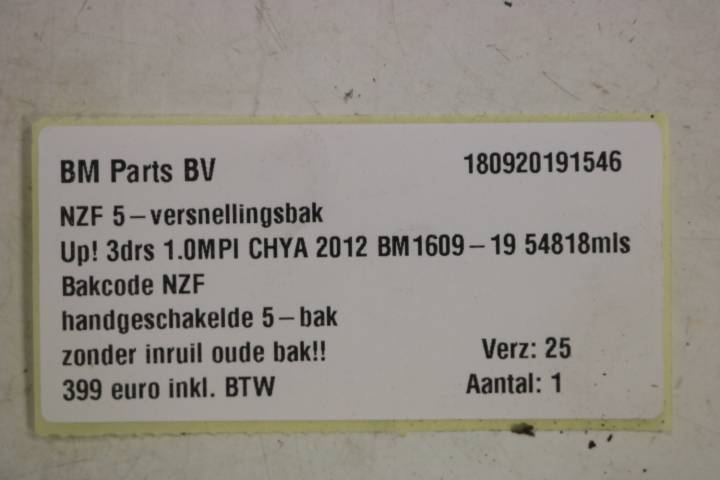 BM Parts BV 180920191546
NZF 5-versnellingsbak
Up! 3drs 1.0MPI CHYA 2012 BM1609-19 54818mls
Bakcode NZF
handgeschakelde 5-bak
zonder inruil oude bak!! Verz: 25
399 euro inkl. BTW Aantal: 1